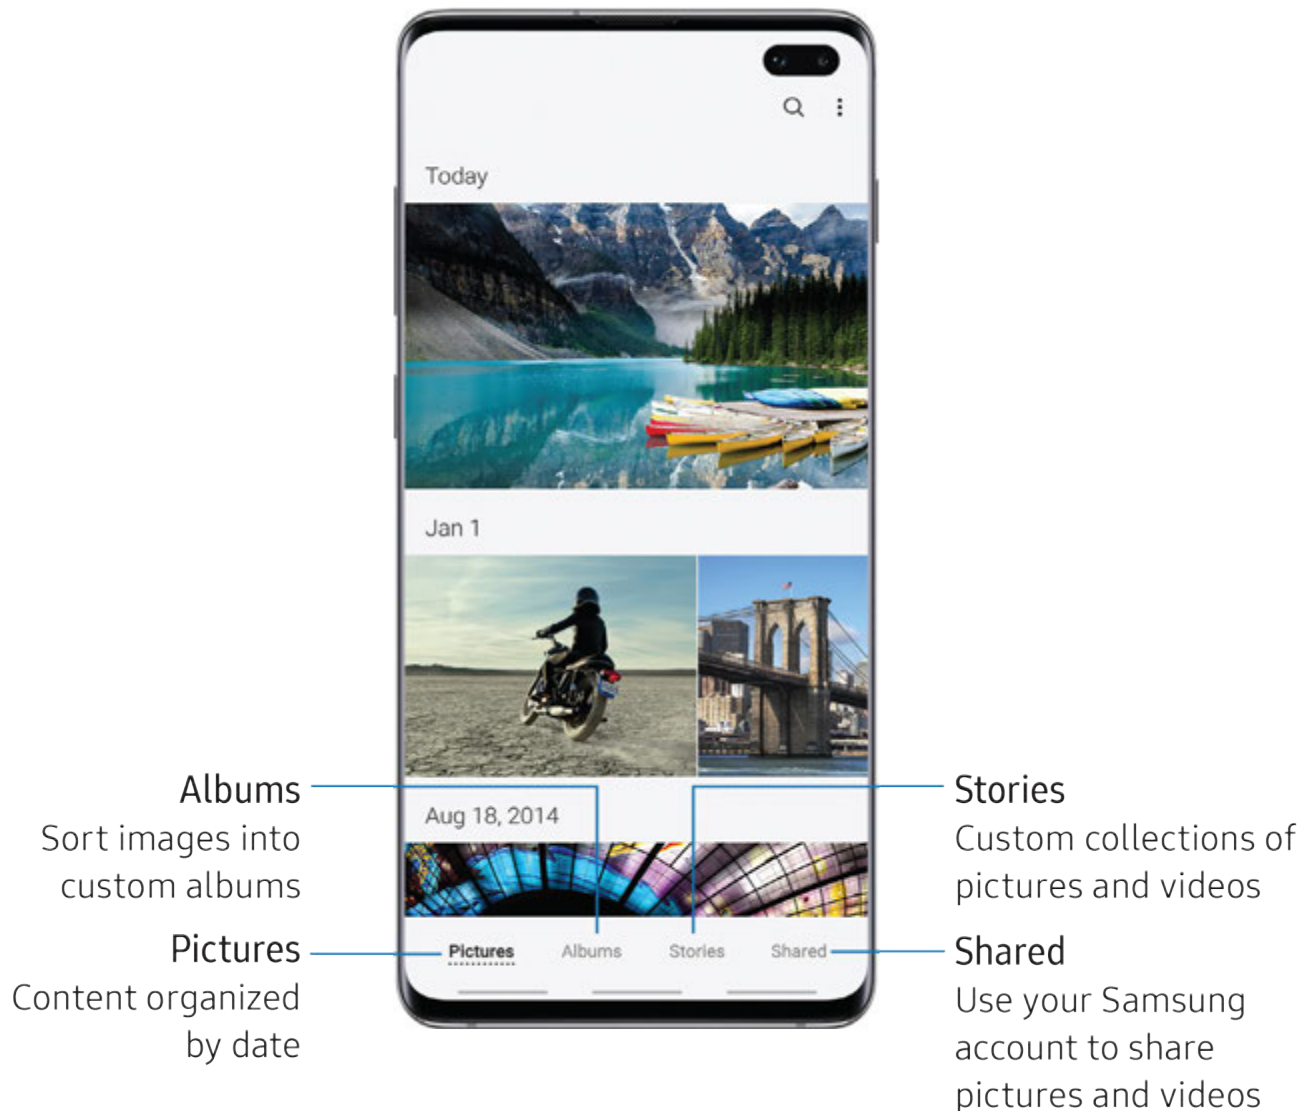 Today
Jan 1
Aug 18, 2014
Pictures
Albums
Stories
Shared
Albums
Sort images into
custom albums
Pictures
Content organized
by date
Stories
Custom collections of
pictures and videos
Shared
Use your Samsung
account to share
pictures and videos